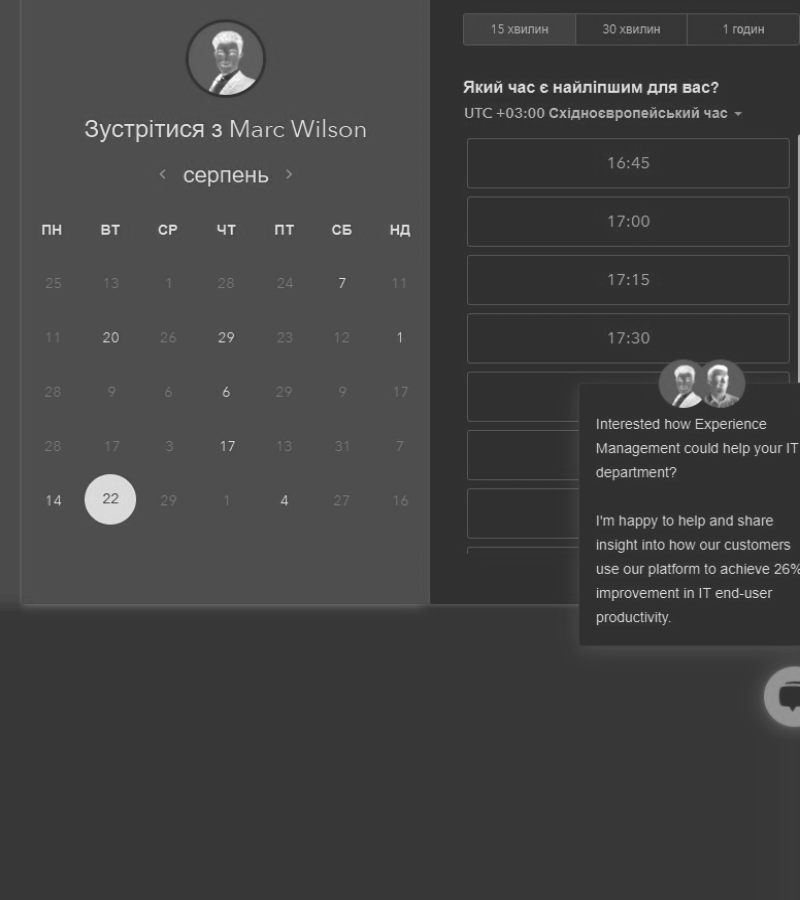 Зустрітися з Marc Wilson
серпень
ПН ВТ СР ЧТ ПТ СБ НД
25 13 1 28 24 7 11
11 20 26 29 23 12 1
28 9 6 6 29 9 17
28 17 3 17 13 31 7
14 22 29 1 4 27 16
15 хвилин 30 хвилин 1 годин
Який час є найліпшим для вас?
UTC +03:00 Східноєвропейський час
16:45
17:00
17:15
17:30
Interested how Experience
Management could help your IT
department?
I'm happy to help and share
insight into how our customers
use our platform to achieve 26%
improvement in IT end-user
productivity.